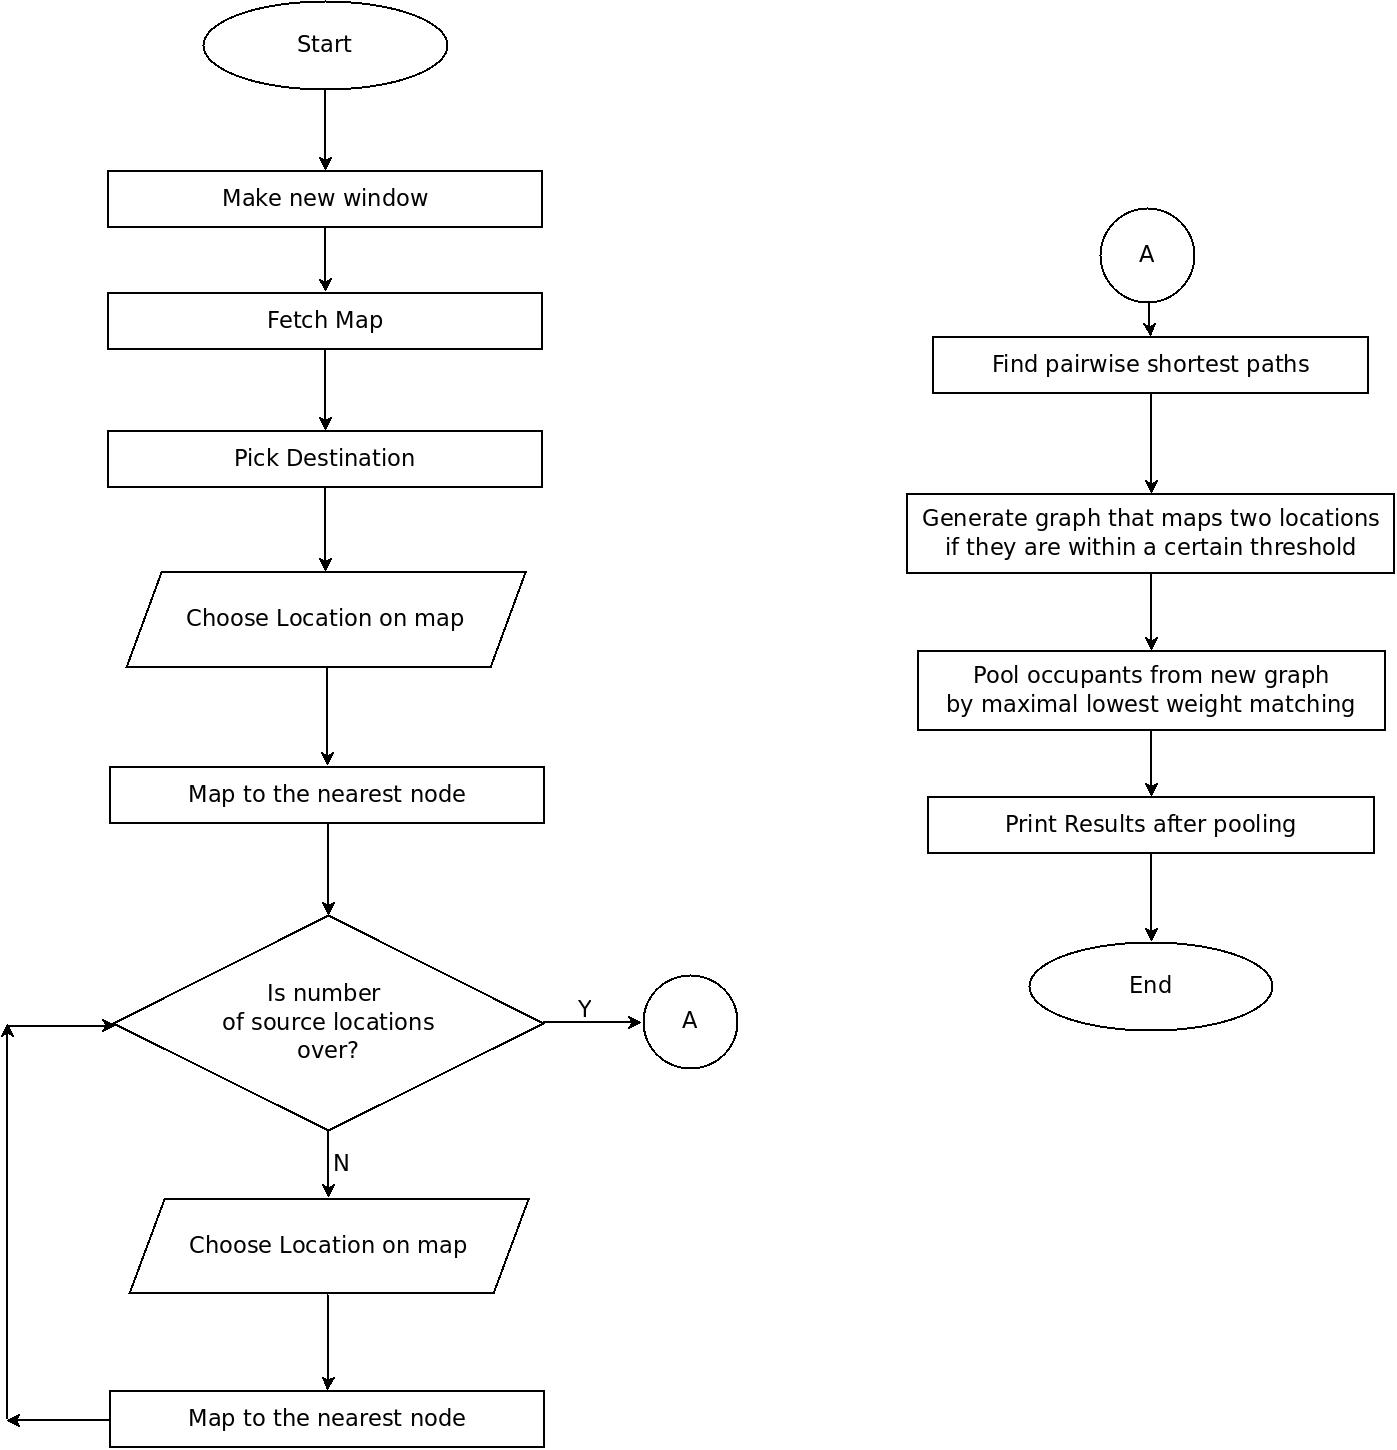 Start
Make new window
Fetch Map
Pick Destination
Choose Location on map
Map to the nearest node
Is number
of source locations
over?
Y
A
N
Choose Location on map
Map to the nearest node
A
Find pairwise shortest paths
Generate graph that maps two locations
if they are within a certain threshold
Pool occupants from new graph
by maximal lowest weight matching
Print Results after pooling
End